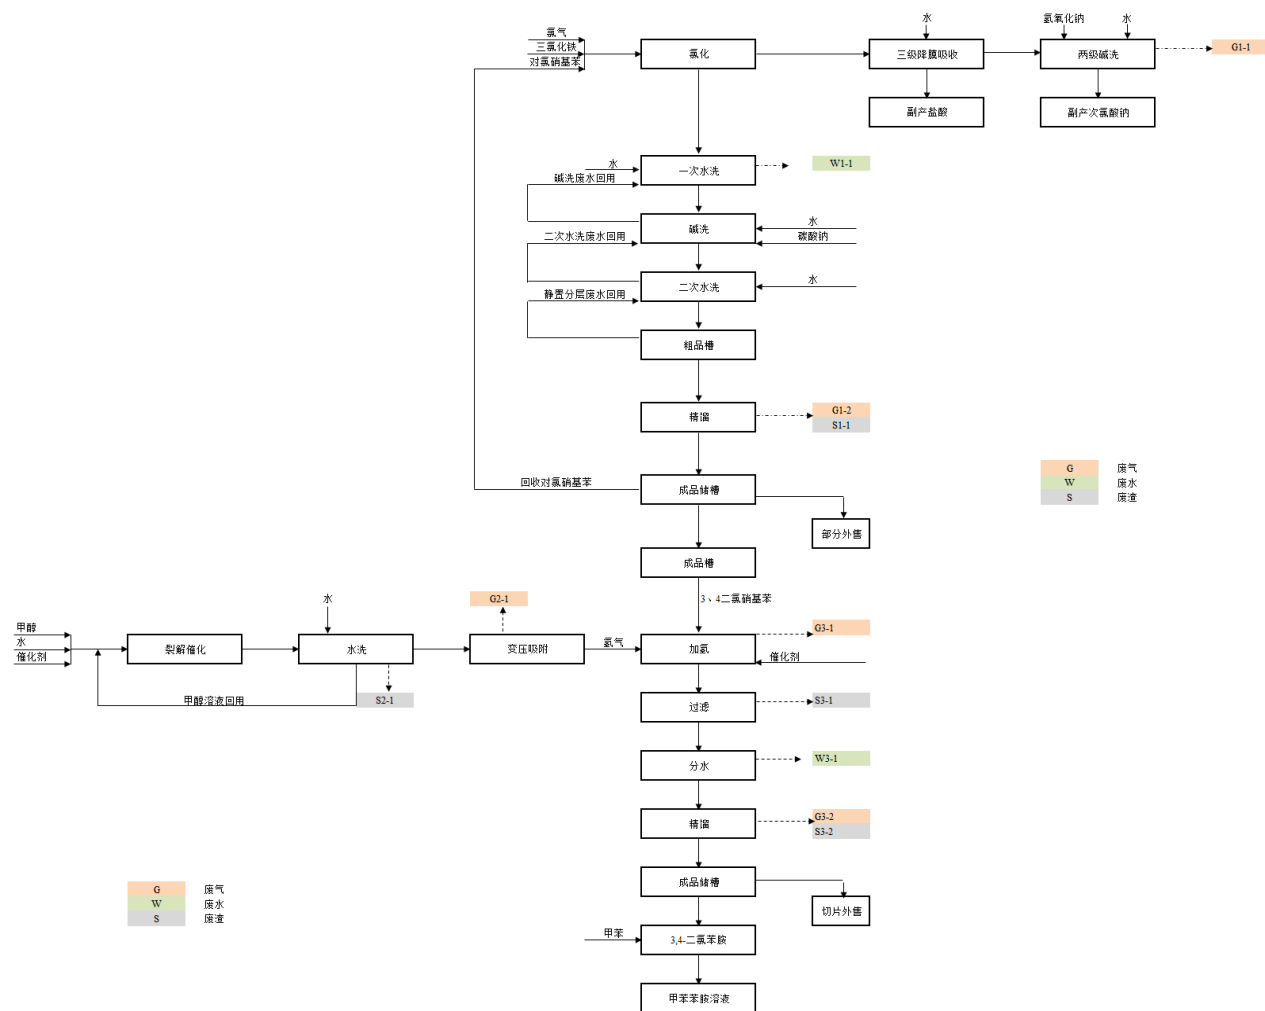 水
氢氧化钠
水
氯气
三氯化铁
对氯硝基苯
氯化
三级降膜吸收
两级碱洗
G1-1
副产盐酸
副产次氯酸钠
水
一次水洗
W1-1
碱洗废水回用
碱洗
水
碳酸钠
二次水洗废水回用
二次水洗
水
静置分层废水回用
粗品槽
精馏
G1-2
S1-1
回收对氯硝基苯
成品储槽
部分外售
G
废气
W
废水
S
废渣
成品槽
3、4二氯硝基苯
水
G2-1
甲醇
水
催化剂
裂解催化
水洗
变压吸附
氢气
加氢
G3-1
催化剂
甲醇溶液回用
S2-1
过滤
S3-1
分水
W3-1
精馏
G3-2
S3-2
成品储槽
切片外售
G
废气
W
废水
S
废渣
甲苯
3,4-二氯苯胺
甲苯苯胺溶液